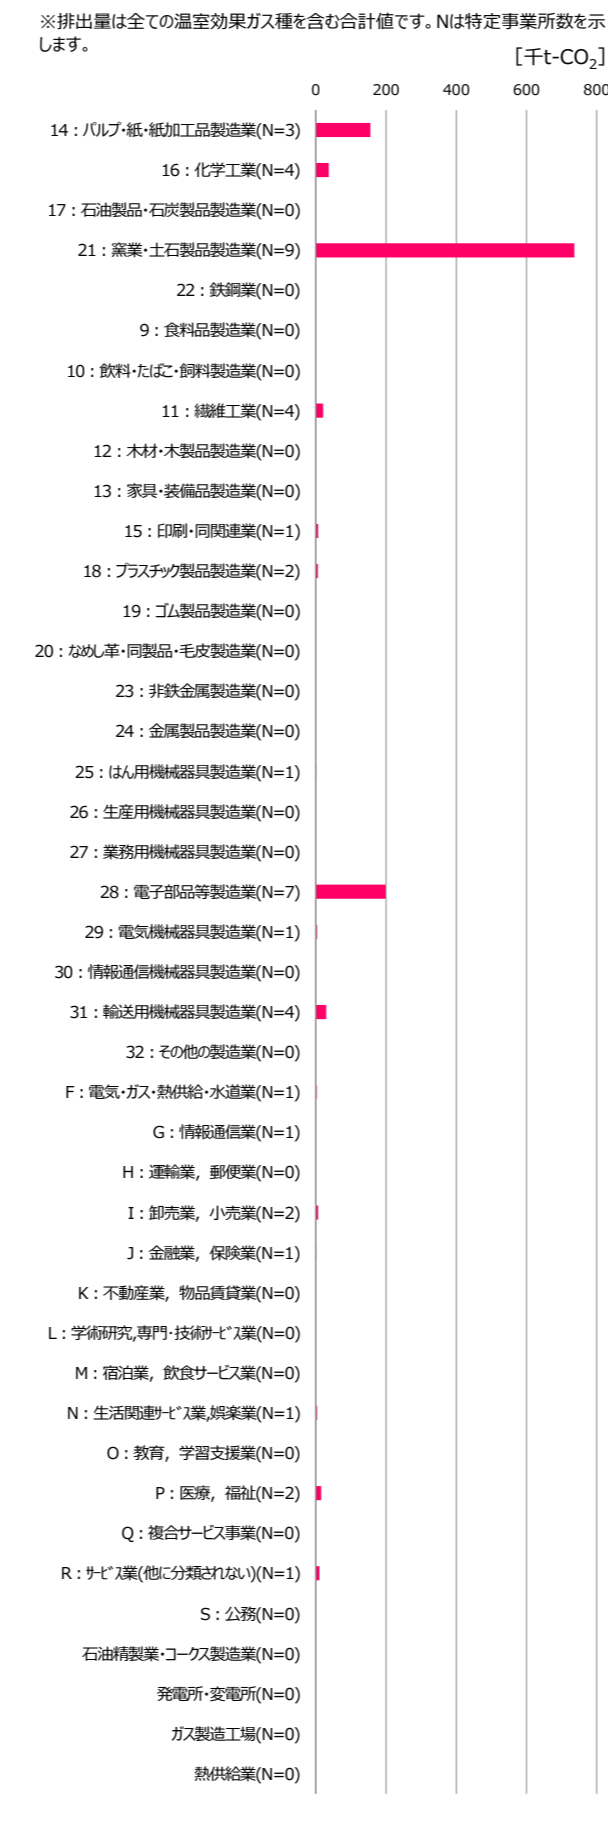 ※排出量は全ての温室効果ガス種を含む合計値です。Nは特定事業所数を示
します。
[千t-CO₂]
0 200 400 600 800
14：パルプ・紙・紙加工品製造業(N=3)
16：化学工業(N=4)
17：石油製品・石炭製品製造業(N=0)
21：窯業・土石製品製造業(N=9)
22：鉄鋼業(N=0)
9：食料品製造業(N=0)
10：飲料・たばこ・飼料製造業(N=0)
11：繊維工業(N=4)
12：木材・木製品製造業(N=0)
13：家具・装備品製造業(N=0)
15：印刷・同関連業(N=1)
18：プラスチック製品製造業(N=2)
19：ゴム製品製造業(N=0)
20：なめし革・同製品・毛皮製造業(N=0)
23：非鉄金属製造業(N=0)
24：金属製品製造業(N=0)
25：はん用機械器具製造業(N=1)
26：生産用機械器具製造業(N=0)
27：業務用機械器具製造業(N=0)
28：電子部品等製造業(N=7)
29：電気機械器具製造業(N=1)
30：情報通信機械器具製造業(N=0)
31：輸送用機械器具製造業(N=4)
32：その他の製造業(N=0)
F：電気・ガス・熱供給・水道業(N=1)
G：情報通信業(N=1)
H：運輸業，郵便業(N=0)
I：卸売業，小売業(N=2)
J：金融業，保険業(N=1)
K：不動産業，物品賃貸業(N=0)
L：学術研究,専門・技術ｻｰﾋﾞｽ業(N=0)
M：宿泊業，飲食サービス業(N=0)
N：生活関連ｻｰﾋﾞｽ業,娯楽業(N=1)
O：教育，学習支援業(N=0)
P：医療，福祉(N=2)
Q：複合サービス事業(N=0)
R：ｻｰﾋﾞｽ業(他に分類されない)(N=1)
S：公務(N=0)
石油精製業・コークス製造業(N=0)
発電所・変電所(N=0)
ガス製造工場(N=0)
熱供給業(N=0)